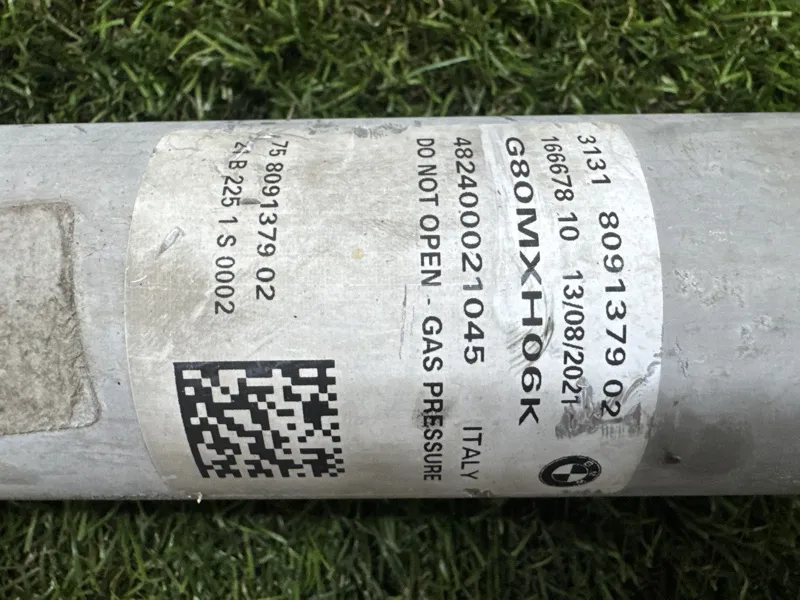 3131 8091379 02
166678 10 13/08/2021
G80MXH06K
482400021045 ITALY
DO NOT OPEN - GAS PRESSURE
75 8091379 02
B 225 1 S 0002